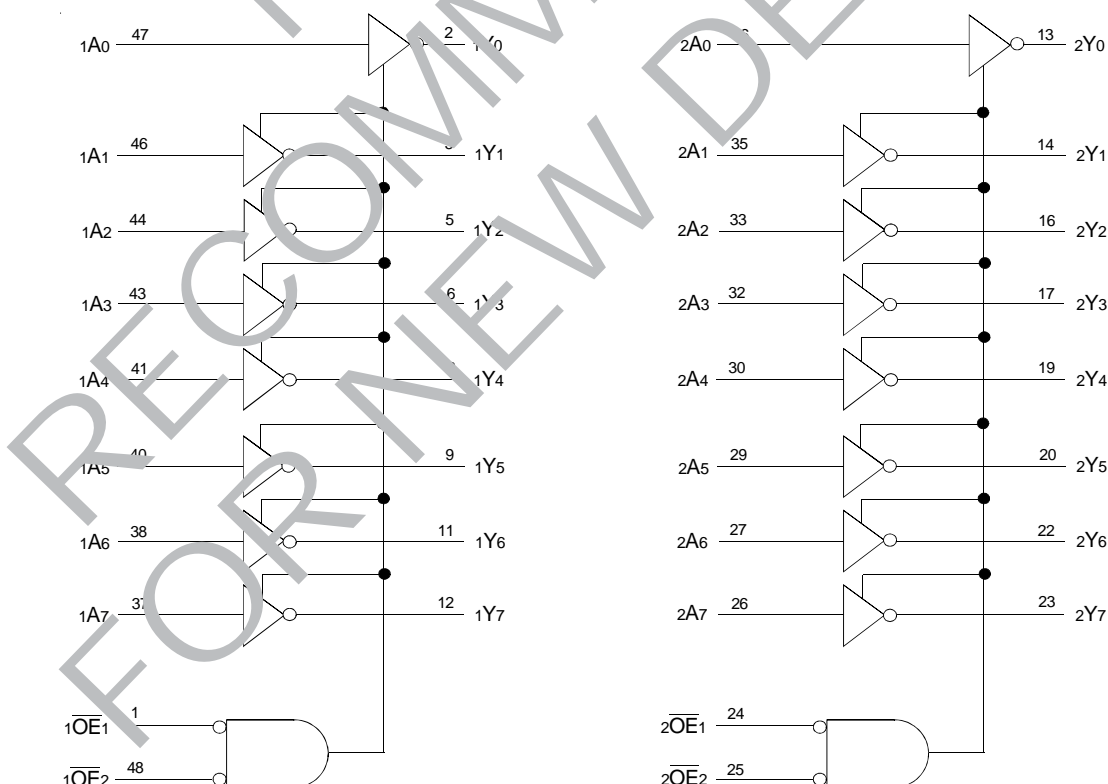 1A0 47 2 1Y0
1A1 46 1Y1
1A2 44 5 1Y2
1A3 43 6 1Y3
1A4 41 1Y4
1A5 40 9 1Y5
1A6 38 11 1Y6
1A7 37 12 1Y7
1OE1 1
1OE2 48
2A0 13 2Y0
2A1 35 14 2Y1
2A2 33 16 2Y2
2A3 32 17 2Y3
2A4 30 19 2Y4
2A5 29 20 2Y5
2A6 27 22 2Y6
2A7 26 23 2Y7
2OE1 24
2OE2 25
RECOMM
FOR NEW DE